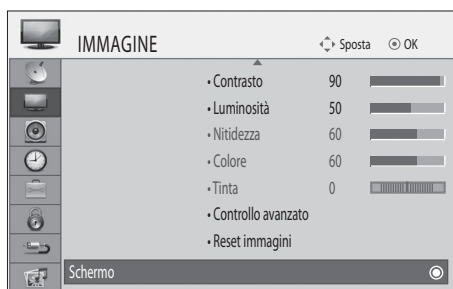 IMMAGINE Sposta OK
• Contrasto 90
• Luminosità 50
• Nitidezza 60
• Colore 60
• Tinta 0
• Controllo avanzato
• Reset immagini
Schermo